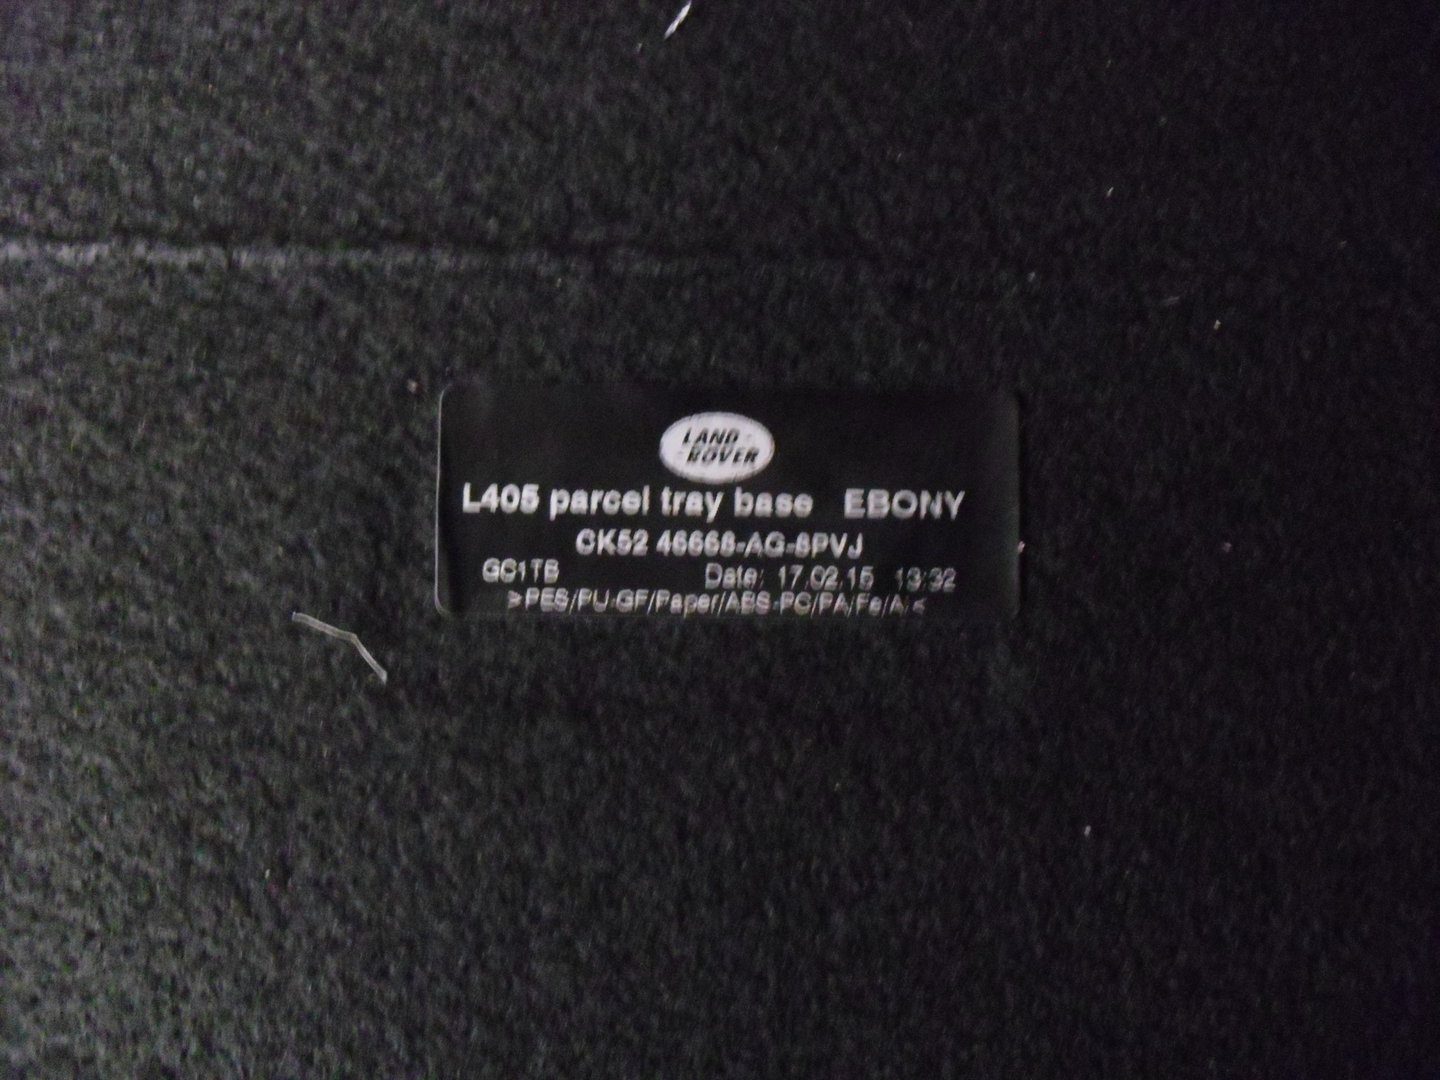 LAND-
-ROVER
L405 parcel tray base EBONY
CK52 46668-AG-8PVJ
GC1TB Date: 17.02.15 13:32
>PES/PU-GF/Paper/ABS-PC/PA/Fe/A<